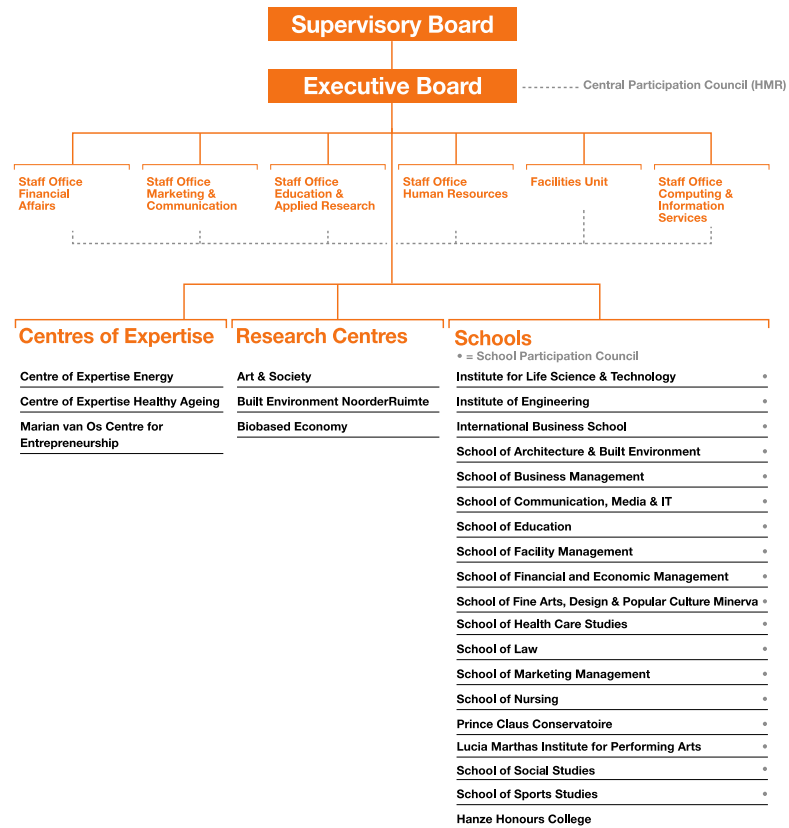 Supervisory Board
Executive Board
Central Participation Council (HMR)
Staff Office
Financial
Affairs
Staff Office
Marketing &
Communication
Staff Office
Education &
Applied Research
Staff Office
Human Resources
Facilities Unit
Staff Office
Computing &
Information
Services
Centres of Expertise
Centre of Expertise Energy
Centre of Expertise Healthy Ageing
Marian van Os Centre for
Entrepreneurship
Research Centres
Art & Society
Built Environment NoorderRuimte
Biobased Economy
Schools
• = School Participation Council
Institute for Life Science & Technology •
Institute of Engineering •
International Business School •
School of Architecture & Built Environment •
School of Business Management •
School of Communication, Media & IT •
School of Education •
School of Facility Management •
School of Financial and Economic Management •
School of Fine Arts, Design & Popular Culture Minerva •
School of Health Care Studies •
School of Law •
School of Marketing Management •
School of Nursing •
Prince Claus Conservatoire •
Lucia Marthas Institute for Performing Arts •
School of Social Studies •
School of Sports Studies •
Hanze Honours College